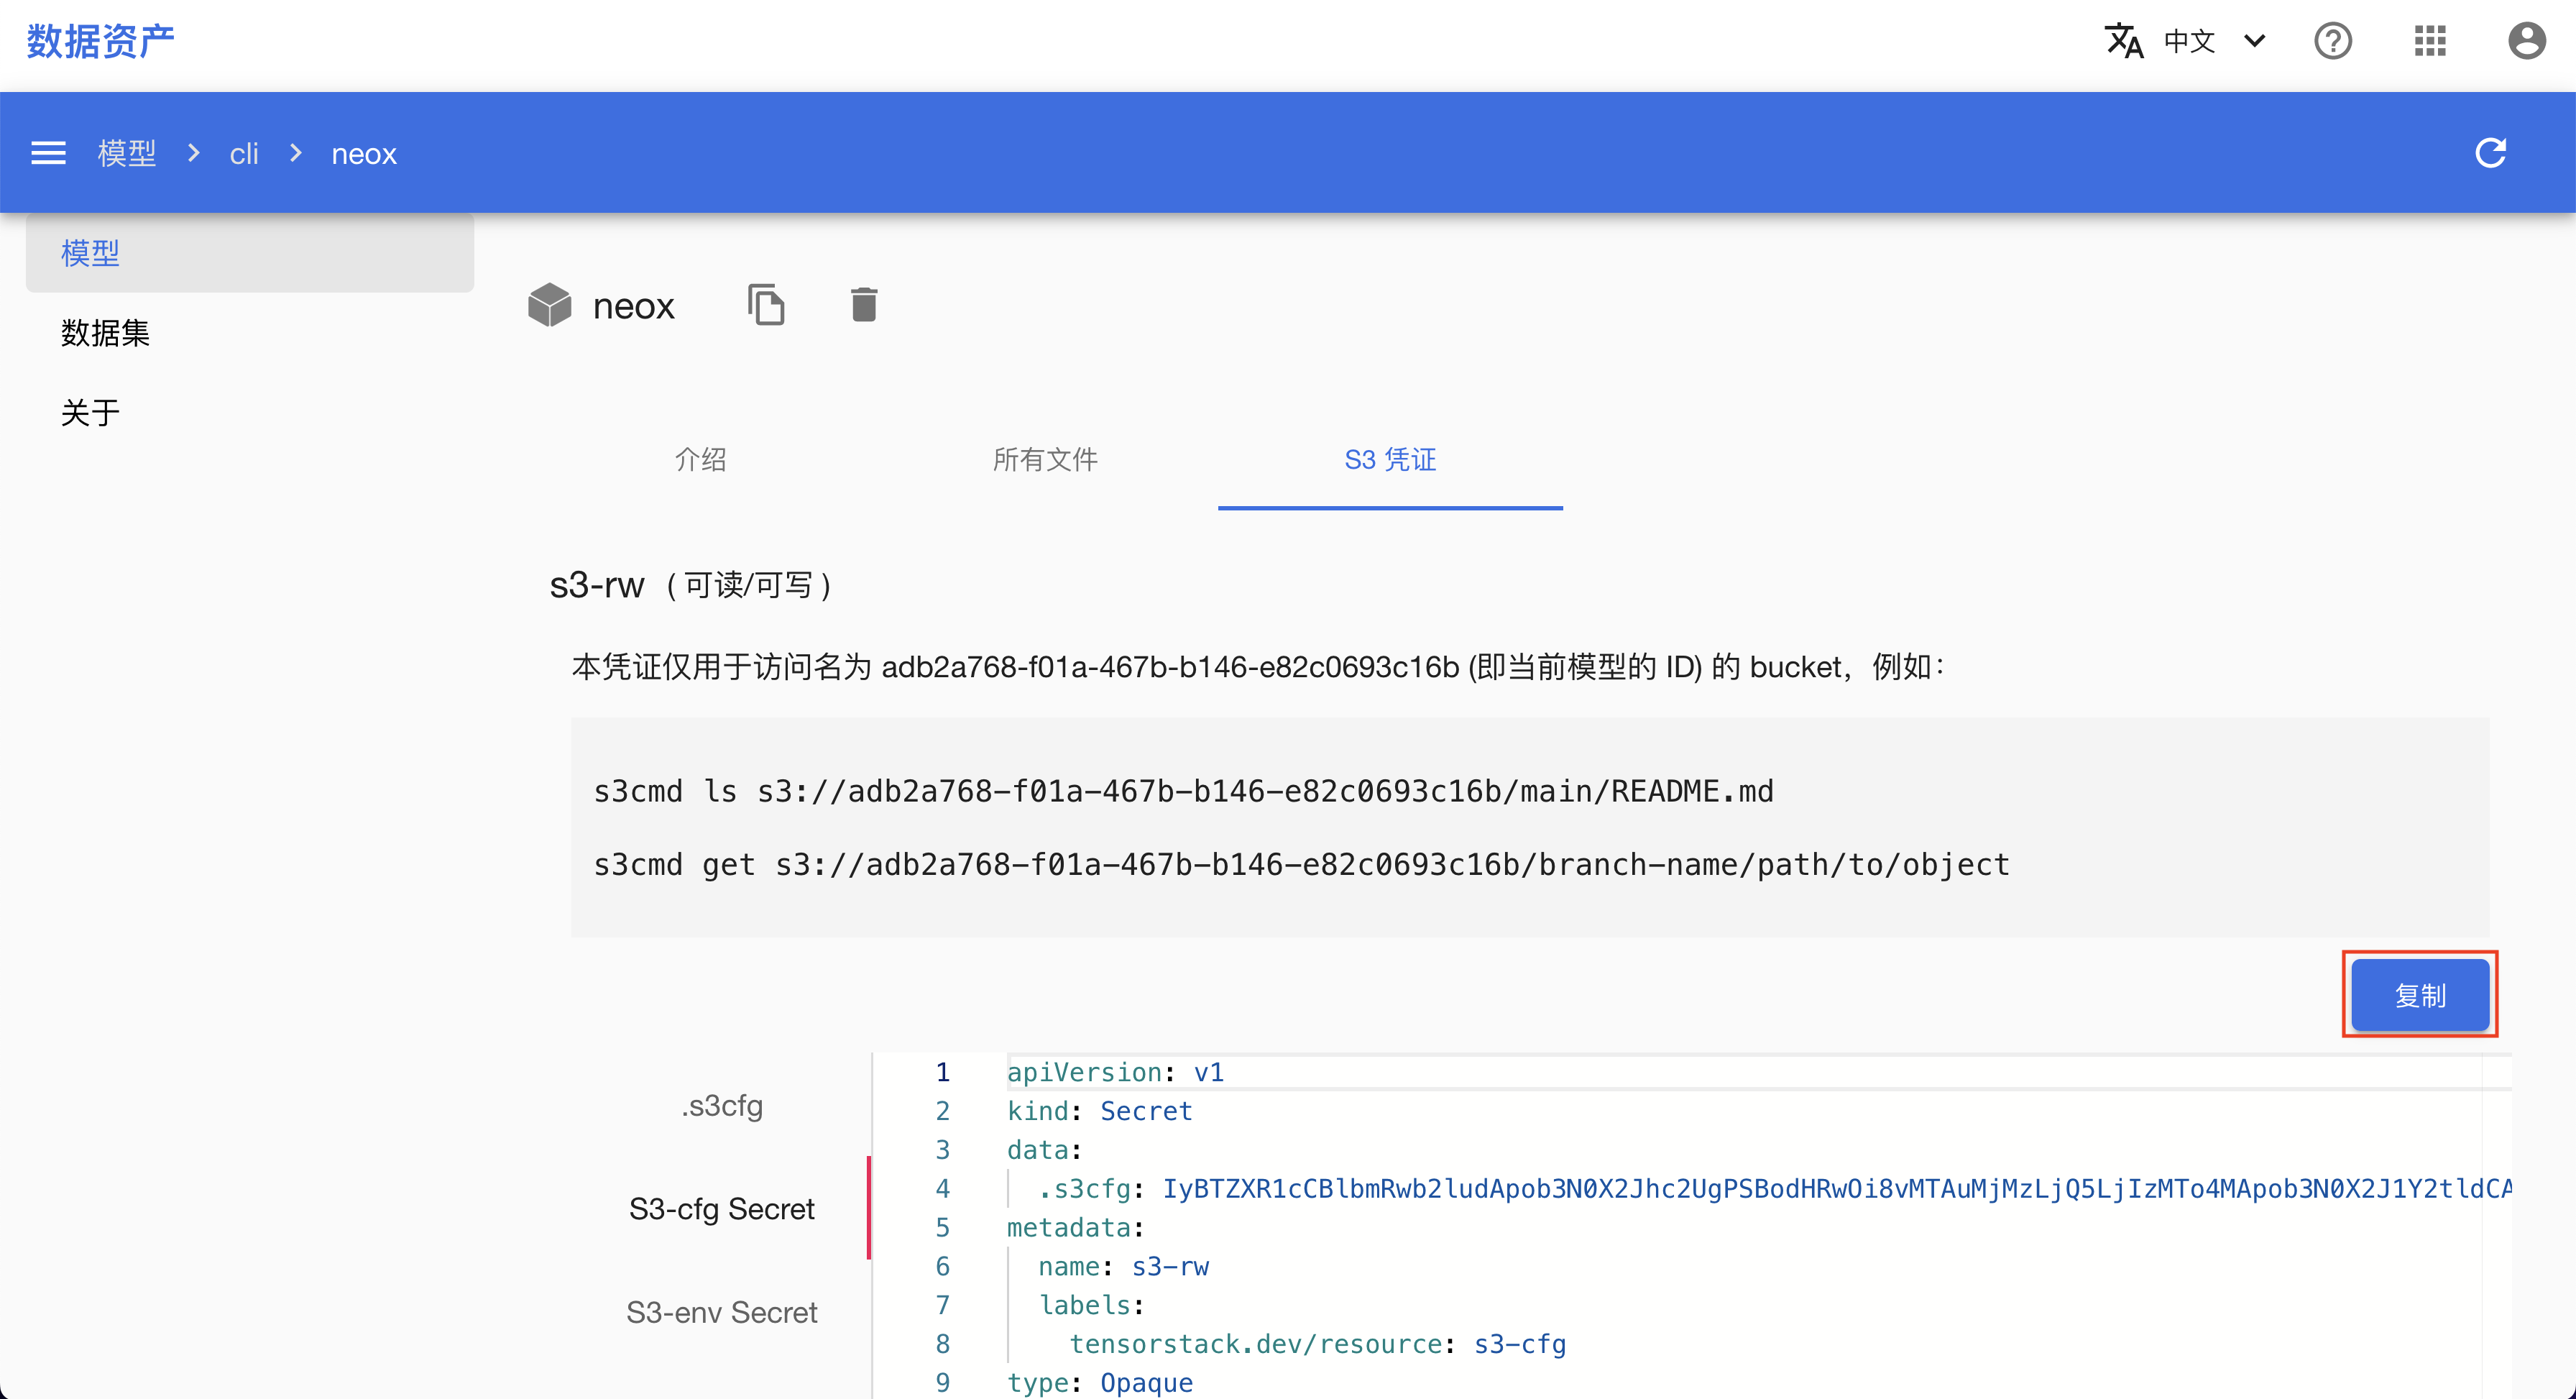 数据资产
中文
模型 cli neox
模型
数据集
关于
neox
介绍 所有文件 S3 凭证
s3-rw （可读/可写）
本凭证仅用于访问名为 adb2a768-f01a-467b-b146-e82c0693c16b (即当前模型的 ID) 的 bucket，例如：
s3cmd ls s3://adb2a768-f01a-467b-b146-e82c0693c16b/main/README.md
s3cmd get s3://adb2a768-f01a-467b-b146-e82c0693c16b/branch-name/path/to/object
复制
.s3cfg
S3-cfg Secret
S3-env Secret
1 apiVersion: v1
2 kind: Secret
3 data:
4 .s3cfg: IyBTZXR1cCBlbmRwb2ludApob3N0X2Jhc2UgPSBodHRwOi8vMTAuMjMzLjQ5LjIzMTo4MApob3N0X2J1Y2tldCA
5 metadata:
6 name: s3-rw
7 labels:
8 tensorstack.dev/resource: s3-cfg
9 type: Opaque